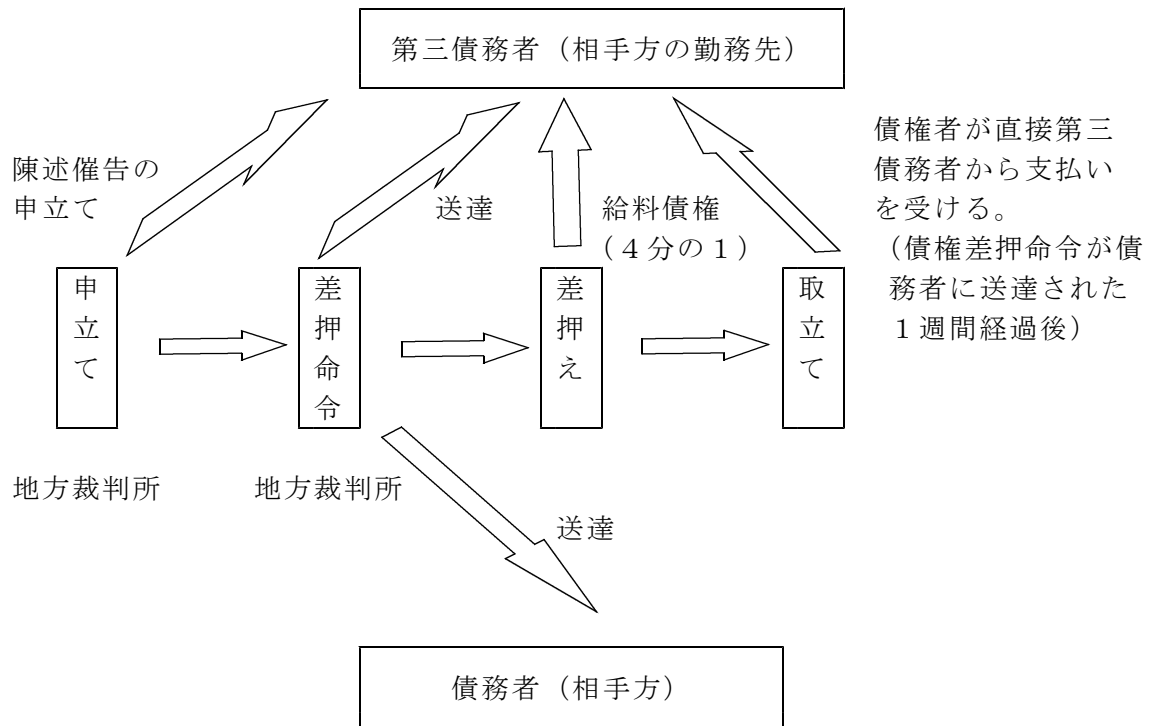 第三債務者（相手方の勤務先）
陳述催告の
申立て
送達
給料債権
（４分の１）
債権者が直接第三
債務者から支払い
を受ける。
（債権差押命令が債
務者に送達された
１週間経過後）
申立て
差押命令
差押え
取立て
地方裁判所
地方裁判所
送達
債務者（相手方）